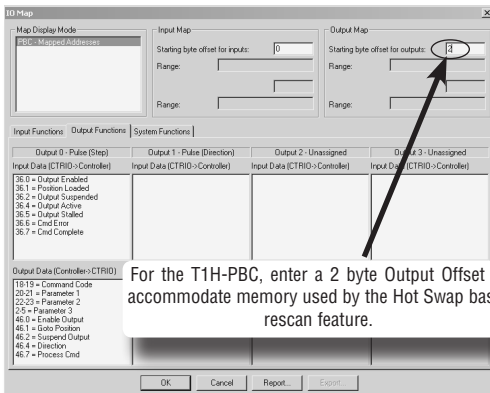 IO Map
Map Display Mode
PBC - Mapped Addresses
Input Map
Starting byte offset for inputs: 0
Range:
Range:
Output Map
Starting byte offset for outputs: 2
Range:
Range:
Input Functions Output Functions System Functions
Output 0 - Pulse (Step) Output 1 - Pulse (Direction) Output 2 - Unassigned Output 3 - Unassigned
Input Data (CTRIO->Controller) Input Data (CTRIO->Controller) Input Data (CTRIO->Controller) Input Data (CTRIO->Controller)
36.0 = Output Enabled
36.1 = Position Loaded
36.2 = Output Suspended
36.4 = Output Active
36.5 = Output Stalled
36.6 = Cmd Error
36.7 = Cmd Complete
Output Data (Controller->CTRIO)
18-19 = Command Code
20-21 = Parameter 1
22-23 = Parameter 2
2-5 = Parameter 3
46.0 = Enable Output
46.1 = Goto Position
46.2 = Suspend Output
46.4 = Direction
46.7 = Process Cmd
For the T1H-PBC, enter a 2 byte Output Offset
accommodate memory used by the Hot Swap bas
rescan feature.
OK Cancel Report... Export...